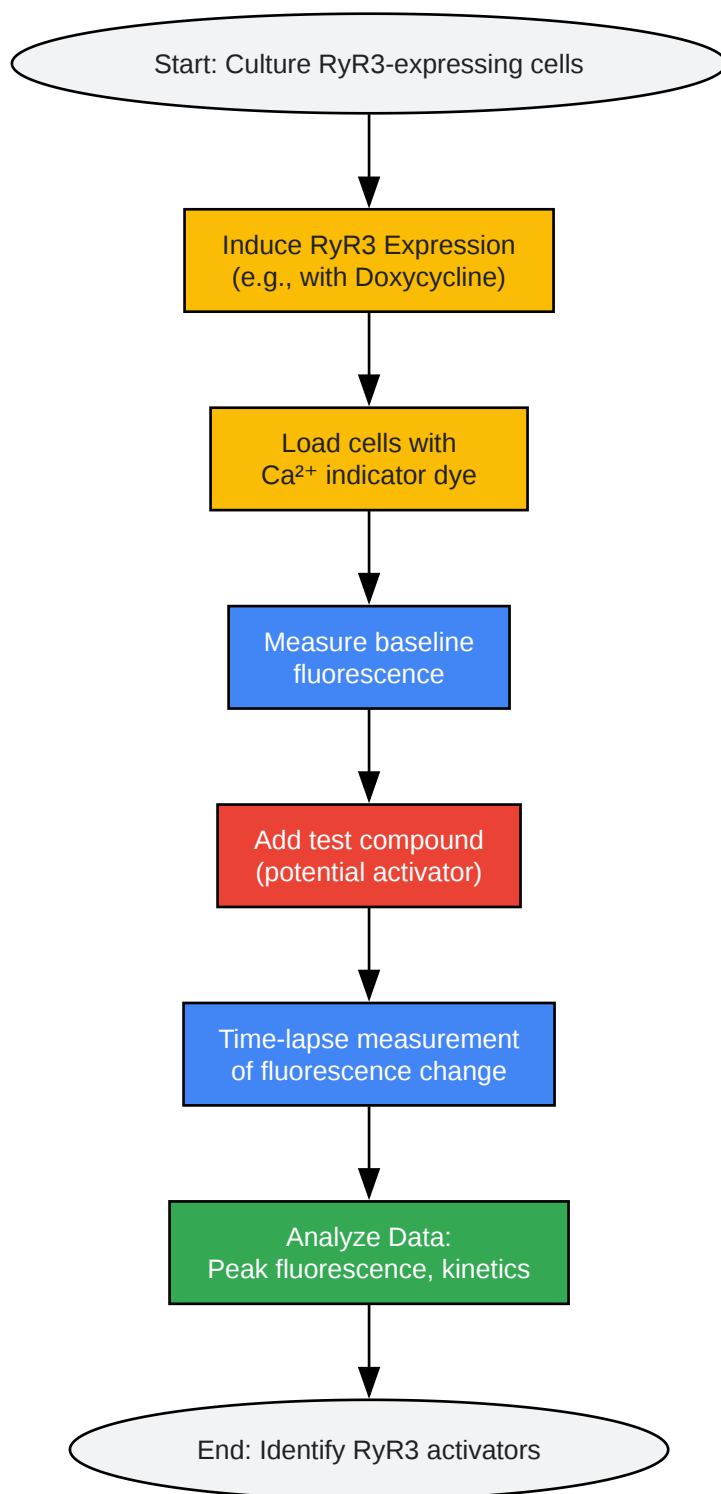 Start: Culture RyR3-expressing cells
Induce RyR3 Expression
(e.g., with Doxycycline)
Load cells with
Ca²⁺ indicator dye
Measure baseline
fluorescence
Add test compound
(potential activator)
Time-lapse measurement
of fluorescence change
Analyze Data:
Peak fluorescence, kinetics
End: Identify RyR3 activators